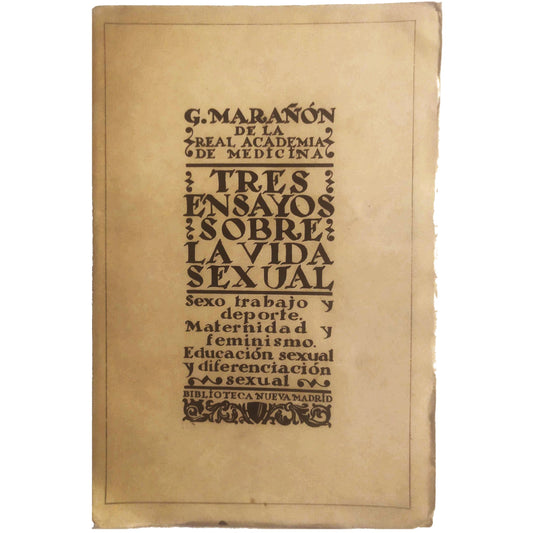 G. MARAÑÓN
DE LA
REAL ACADEMIA
DE MEDICINA
TRES
ENSAYOS
SOBRE
LA VIDA
SEXUAL
Sexo trabajo y
deporte.
Maternidad y
feminismo.
Educación sexual
y diferenciación
sexual
BIBLIOTECA NUEVA MADRID